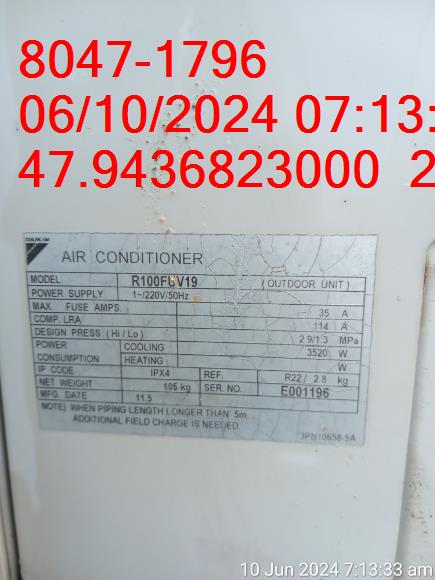 8047-1796
06/10/2024 07:13:
47.9436823000 2
DAIKIN
AIR CONDITIONER
MODEL R100FUV19 (OUTDOOR UNIT)
POWER SUPPLY 1~/220V/50Hz
MAX. FUSE AMPS. 35 A
COMP. LRA 114 A
DESIGN PRESS (Hi / Lo) 2.9/1.3 MPa
POWER COOLING 3520 W
HEATING W
IP CODE IPX4 REF. R22 / 2.8 kg
NET WEIGHT 105 kg SER NO. E001196
MFG. DATE 11.5
NOTE) WHEN PIPING LENGTH LONGER THAN 5m
ADDITIONAL FIELD CHARGE IS NEEDED.
3PN10658-5A
10 Jun 2024 7:13:33 am